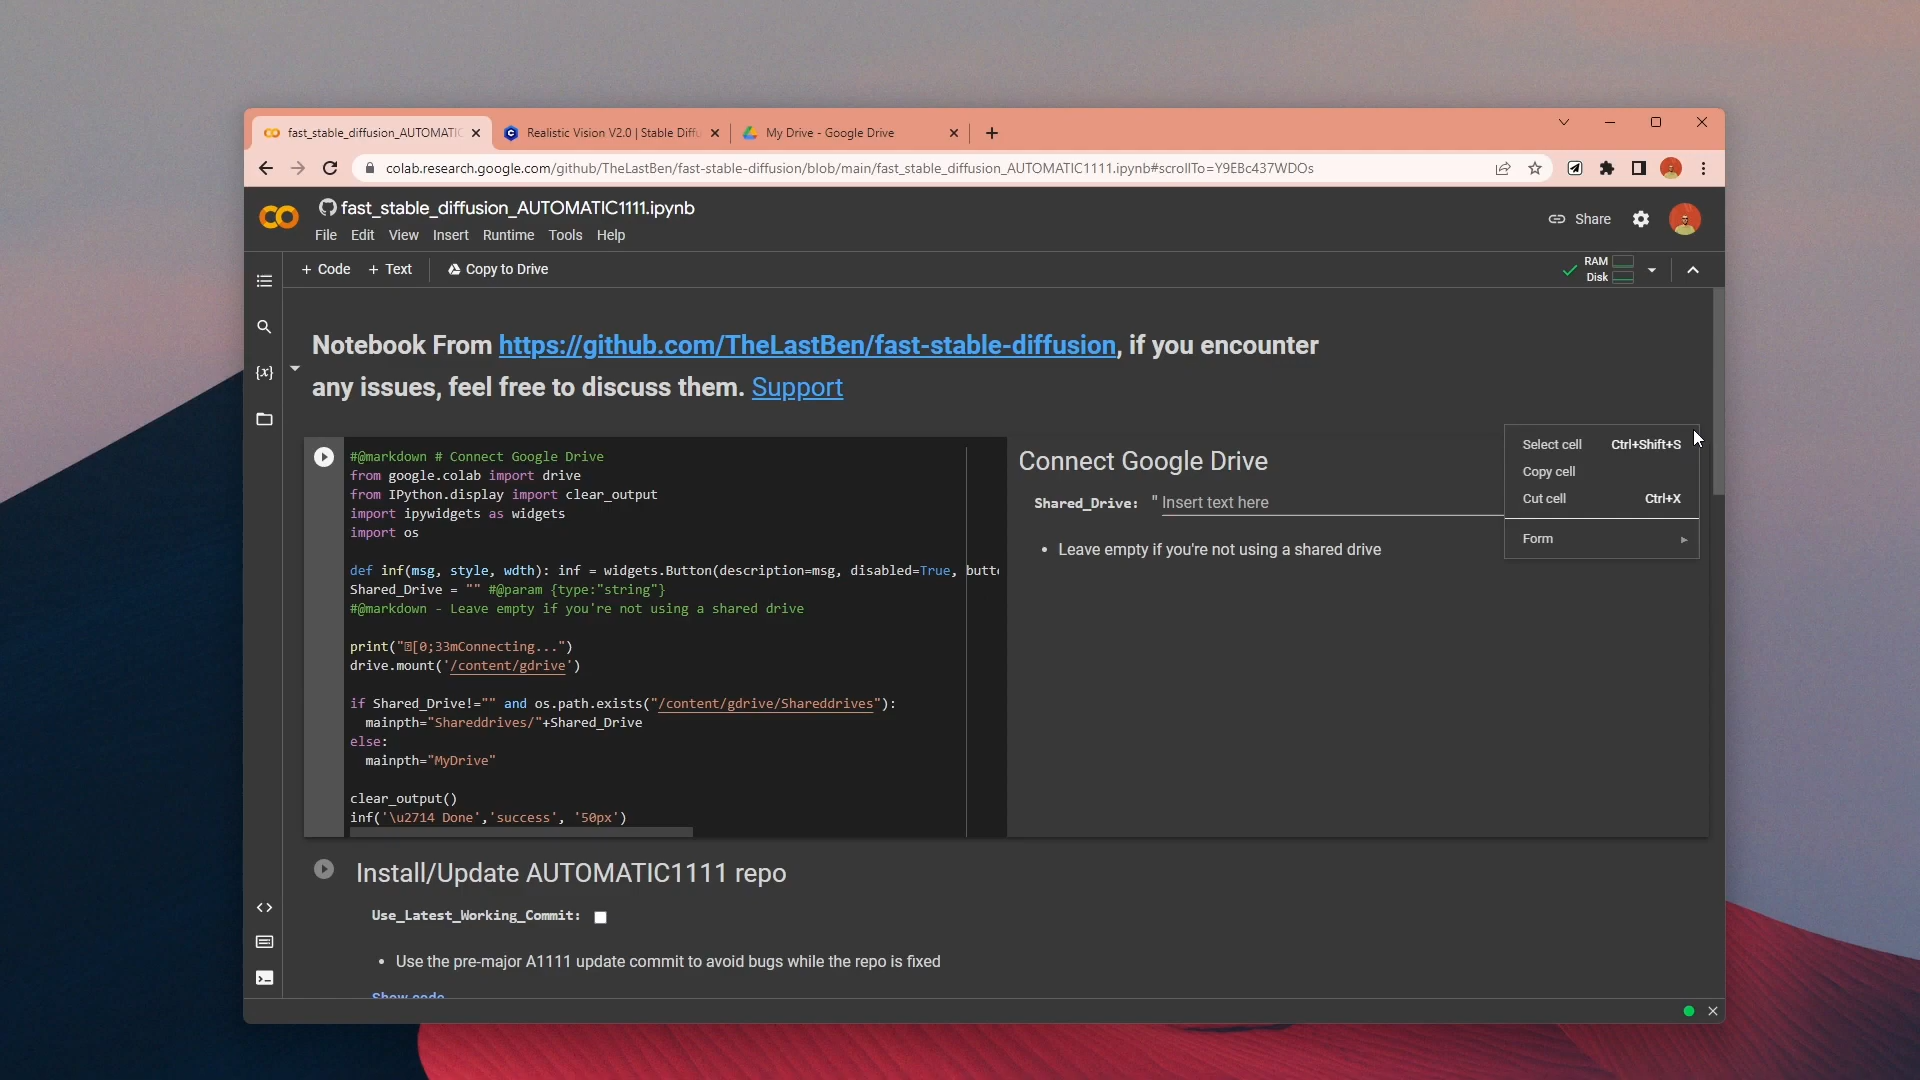 fast_stable_diffusion_AUTOMATIC
Realistic Vision V2.0 | Stable Diffu
My Drive - Google Drive
colab.research.google.com/github/TheLastBen/fast-stable-diffusion/blob/main/fast_stable_diffusion_AUTOMATIC1111.ipynb#scrollTo=Y9EBc437WDOs
fast_stable_diffusion_AUTOMATIC1111.ipynb
File Edit View Insert Runtime Tools Help
Share
+ Code + Text Copy to Drive
RAM
Disk
Notebook From https://github.com/TheLastBen/fast-stable-diffusion, if you encounter
any issues, feel free to discuss them. Support
#@markdown # Connect Google Drive
from google.colab import drive
from IPython.display import clear_output
import ipywidgets as widgets
import os
def inf(msg, style, wdth): inf = widgets.Button(description=msg, disabled=True, butt
Shared_Drive = "" #@param {type:"string"}
#@markdown - Leave empty if you're not using a shared drive
print("[0;33mConnecting...")
drive.mount('/content/gdrive')
if Shared_Drive!="" and os.path.exists("/content/gdrive/Shareddrives"):
mainpth="Shareddrives/"+Shared_Drive
else:
mainpth="MyDrive"
clear_output()
inf('\u2714 Done','success', '50px')
Connect Google Drive
Shared_Drive: " Insert text here
• Leave empty if you're not using a shared drive
Select cell Ctrl+Shift+S
Copy cell
Cut cell Ctrl+X
Form
Install/Update AUTOMATIC1111 repo
Use_Latest_Working_Commit:
• Use the pre-major A1111 update commit to avoid bugs while the repo is fixed
Show code